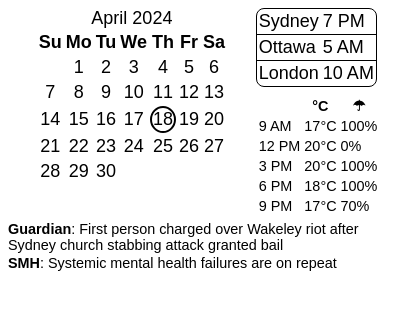 April 2024
Su Mo Tu We Th Fr Sa
1 2 3 4 5 6
7 8 9 10 11 12 13
14 15 16 17 18 19 20
21 22 23 24 25 26 27
28 29 30
Sydney 7 PM
Ottawa 5 AM
London 10 AM
°C ☂
9 AM 17°C 100%
12 PM 20°C 0%
3 PM 20°C 100%
6 PM 18°C 100%
9 PM 17°C 70%
Guardian: First person charged over Wakeley riot after
Sydney church stabbing attack granted bail
SMH: Systemic mental health failures are on repeat